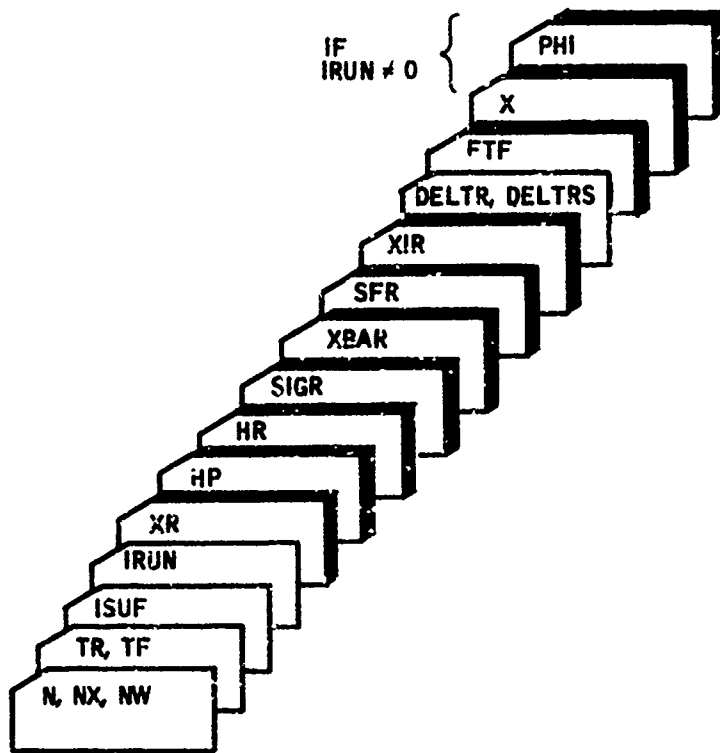 IF
IRUN ≠ 0
PHI
X
FTF
DELTR, DELTRS
XIR
SFR
XBAR
SIGR
HR
HP
XR
IRUN
ISUF
TR, TF
N, NX, NW